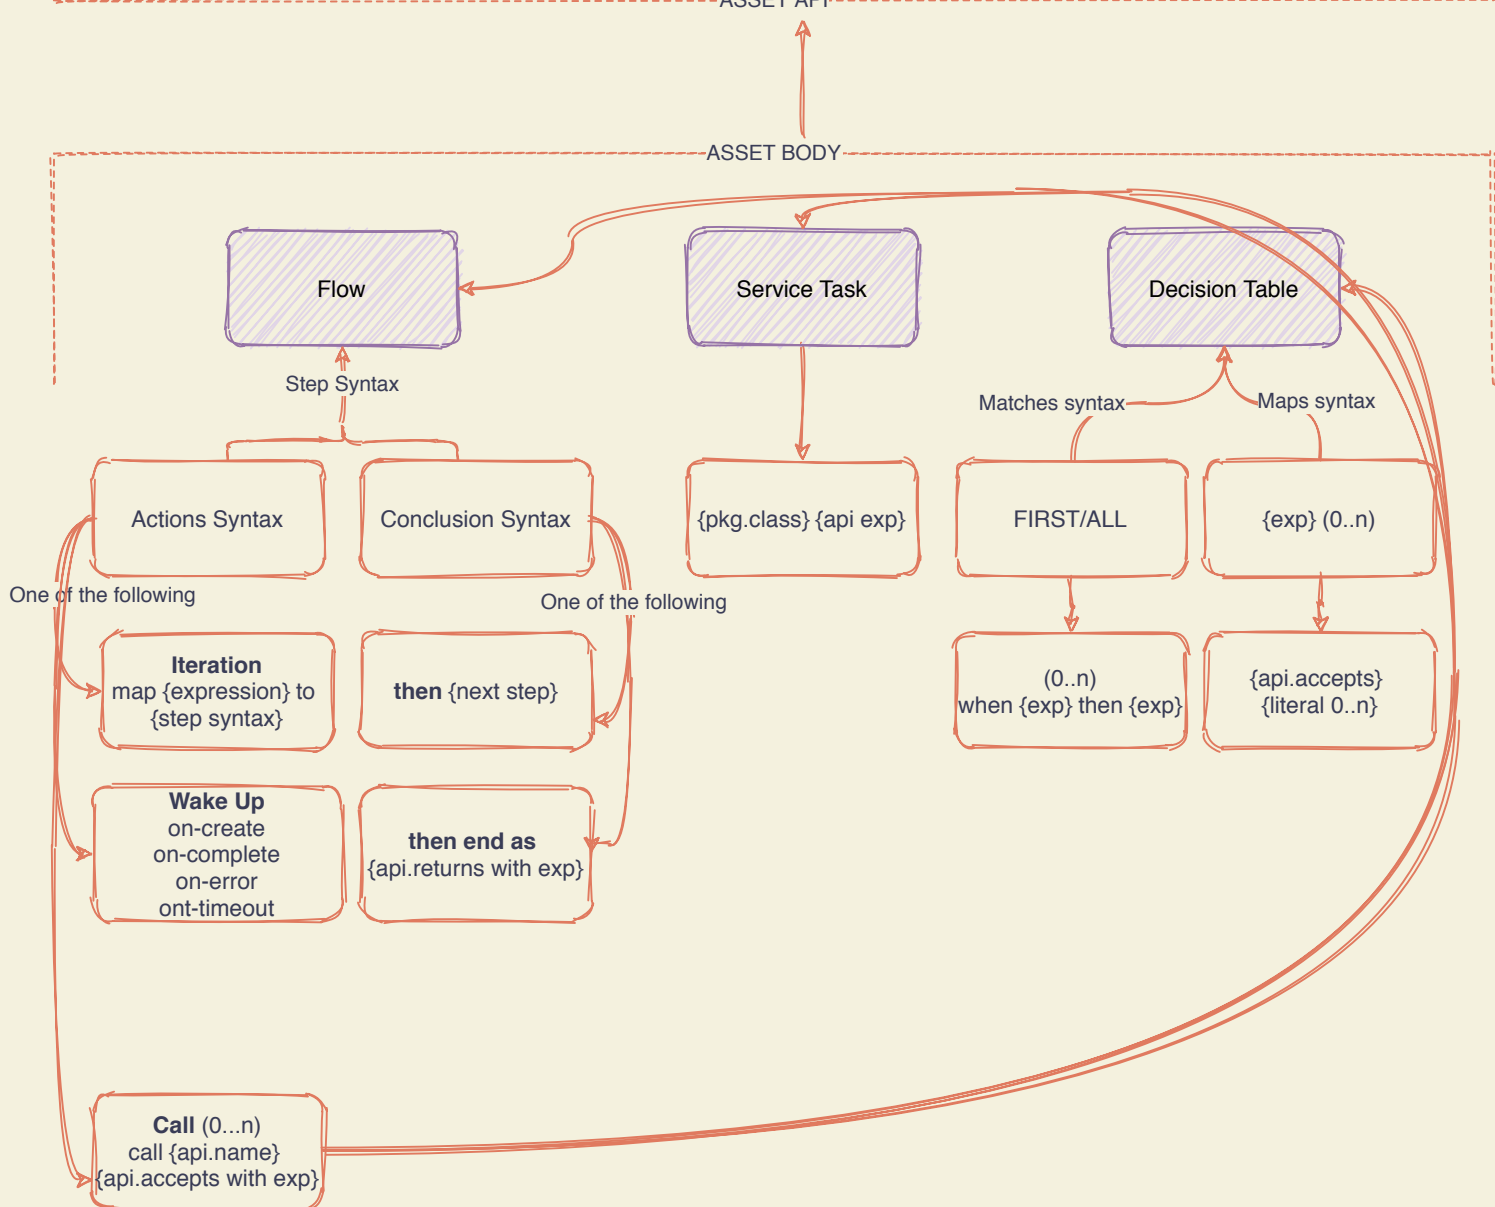 ASSET API
ASSET BODY
Flow
Service Task
Decision Table
Step Syntax
Matches syntax
Maps syntax
Actions Syntax
Conclusion Syntax
{pkg.class} {api exp}
FIRST/ALL
{exp} (0..n)
One of the following
One of the following
Iteration
map {expression} to
{step syntax}
then {next step}
(0..n)
when {exp} then {exp}
{api.accepts}
{literal 0..n}
Wake Up
on-create
on-complete
on-error
ont-timeout
then end as
{api.returns with exp}
Call (0...n)
call {api.name}
{api.accepts with exp}